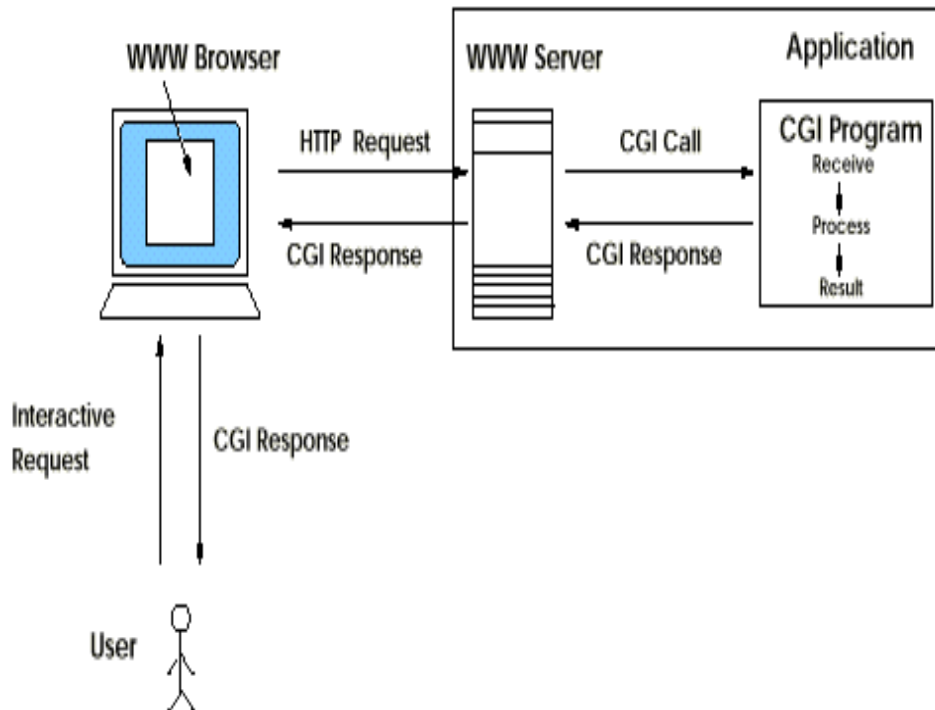 WWW Browser
WWW Server
Application
HTTP Request
CGI Call
CGI Program
Receive
Process
Result
CGI Response
CGI Response
Interactive
Request
CGI Response
User